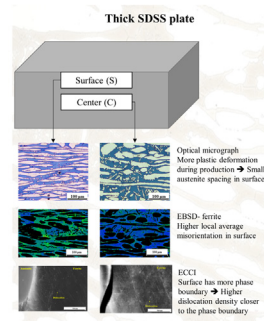 Thick SDSS plate
Surface (S)
Center (C)
Optical micrograph
More plastic deformation
during production ➔ Small
austenite spacing in surface
100 µm
100 µm
EBSD- ferrite
Higher local average
misorientation in surface
ECCI
Surface has more phase
boundary ➔ Higher
dislocation density closer
to the phase boundary